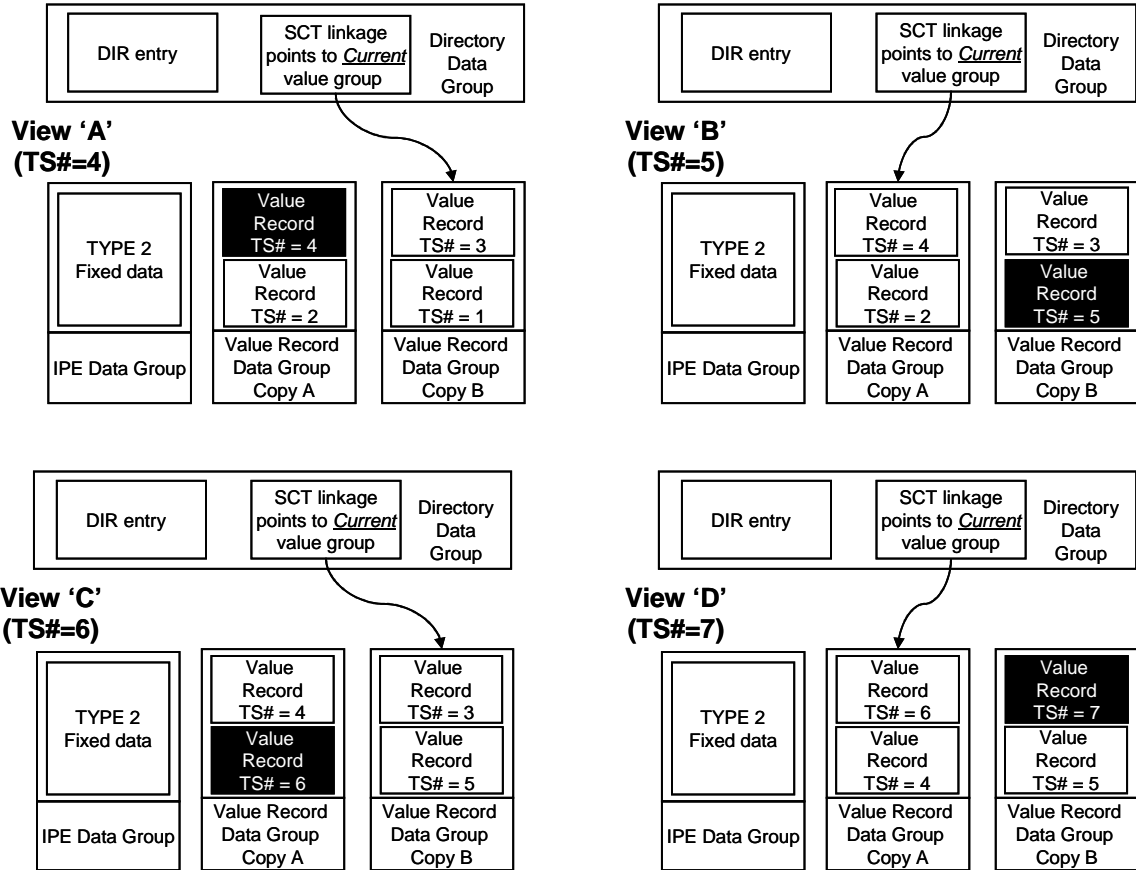 DIR entry
SCT linkage
points to Current
value group
Directory
Data
Group
View ‘A’
(TS#=4)
TYPE 2
Fixed data
IPE Data Group
Value
Record
TS# = 4
Value
Record
TS# = 2
Value Record
Data Group
Copy A
Value
Record
TS# = 3
Value
Record
TS# = 1
Value Record
Data Group
Copy B
DIR entry
SCT linkage
points to Current
value group
Directory
Data
Group
View ‘B’
(TS#=5)
TYPE 2
Fixed data
IPE Data Group
Value
Record
TS# = 4
Value
Record
TS# = 2
Value Record
Data Group
Copy A
Value
Record
TS# = 3
Value
Record
TS# = 5
Value Record
Data Group
Copy B
DIR entry
SCT linkage
points to Current
value group
Directory
Data
Group
View ‘C’
(TS#=6)
TYPE 2
Fixed data
IPE Data Group
Value
Record
TS# = 4
Value
Record
TS# = 6
Value Record
Data Group
Copy A
Value
Record
TS# = 3
Value
Record
TS# = 5
Value Record
Data Group
Copy B
DIR entry
SCT linkage
points to Current
value group
Directory
Data
Group
View ‘D’
(TS#=7)
TYPE 2
Fixed data
IPE Data Group
Value
Record
TS# = 6
Value
Record
TS# = 4
Value Record
Data Group
Copy A
Value
Record
TS# = 7
Value
Record
TS# = 5
Value Record
Data Group
Copy B